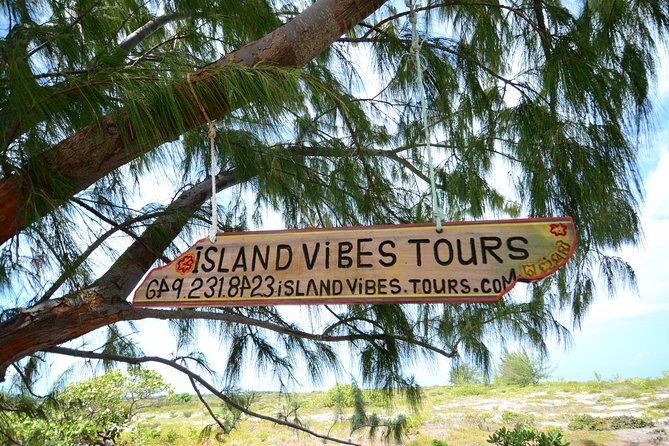 iSLAND ViBES TOURS
649.231.8423 iSLANDViBES.TOURS.COM